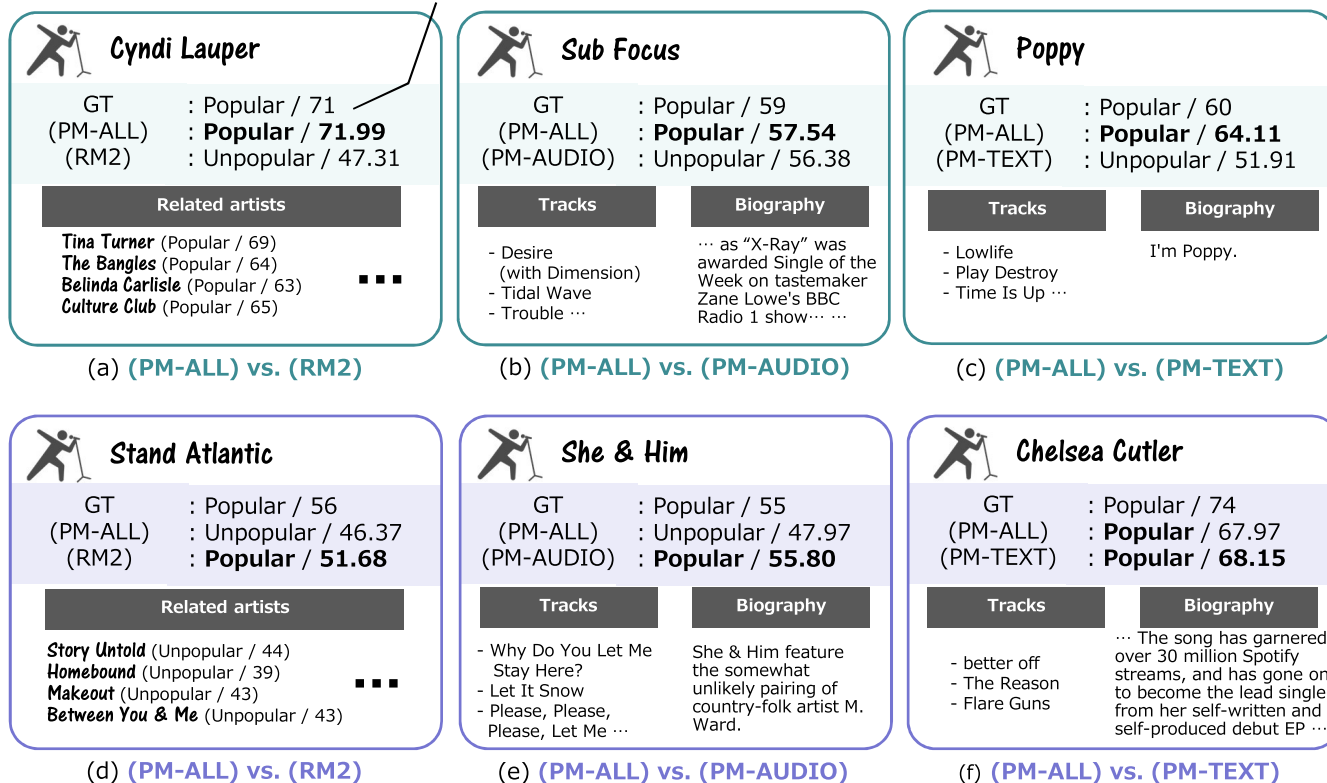 Cyndi Lauper
GT : Popular / 71
(PM-ALL) : Popular / 71.99
(RM2) : Unpopular / 47.31
Related artists
Tina Turner (Popular / 69)
The Bangles (Popular / 64)
Belinda Carlisle (Popular / 63)
Culture Club (Popular / 65)
...
(a) (PM-ALL) vs. (RM2)
Sub Focus
GT : Popular / 59
(PM-ALL) : Popular / 57.54
(PM-AUDIO) : Unpopular / 56.38
Tracks
- Desire
(with Dimension)
- Tidal Wave
- Trouble ···
Biography
··· as “X-Ray” was
awarded Single of the
Week on tastemaker
Zane Lowe's BBC
Radio 1 show··· ···
(b) (PM-ALL) vs. (PM-AUDIO)
Poppy
GT : Popular / 60
(PM-ALL) : Popular / 64.11
(PM-TEXT) : Unpopular / 51.91
Tracks
- Lowlife
- Play Destroy
- Time Is Up ···
Biography
I'm Poppy.
(c) (PM-ALL) vs. (PM-TEXT)
Stand Atlantic
GT : Popular / 56
(PM-ALL) : Unpopular / 46.37
(RM2) : Popular / 51.68
Related artists
Story Untold (Unpopular / 44)
Homebound (Unpopular / 39)
Makeout (Unpopular / 43)
Between You & Me (Unpopular / 43)
...
(d) (PM-ALL) vs. (RM2)
She & Him
GT : Popular / 55
(PM-ALL) : Unpopular / 47.97
(PM-AUDIO) : Popular / 55.80
Tracks
- Why Do You Let Me
Stay Here?
- Let It Snow
- Please, Please,
Please, Let Me ···
Biography
She & Him feature
the somewhat
unlikely pairing of
country-folk artist M.
Ward.
(e) (PM-ALL) vs. (PM-AUDIO)
Chelsea Cutler
GT : Popular / 74
(PM-ALL) : Popular / 67.97
(PM-TEXT) : Popular / 68.15
Tracks
- better off
- The Reason
- Flare Guns
Biography
··· The song has garnered
over 30 million Spotify
streams, and has gone on
to become the lead single
from her self-written and
self-produced debut EP ···
(f) (PM-ALL) vs. (PM-TEXT)